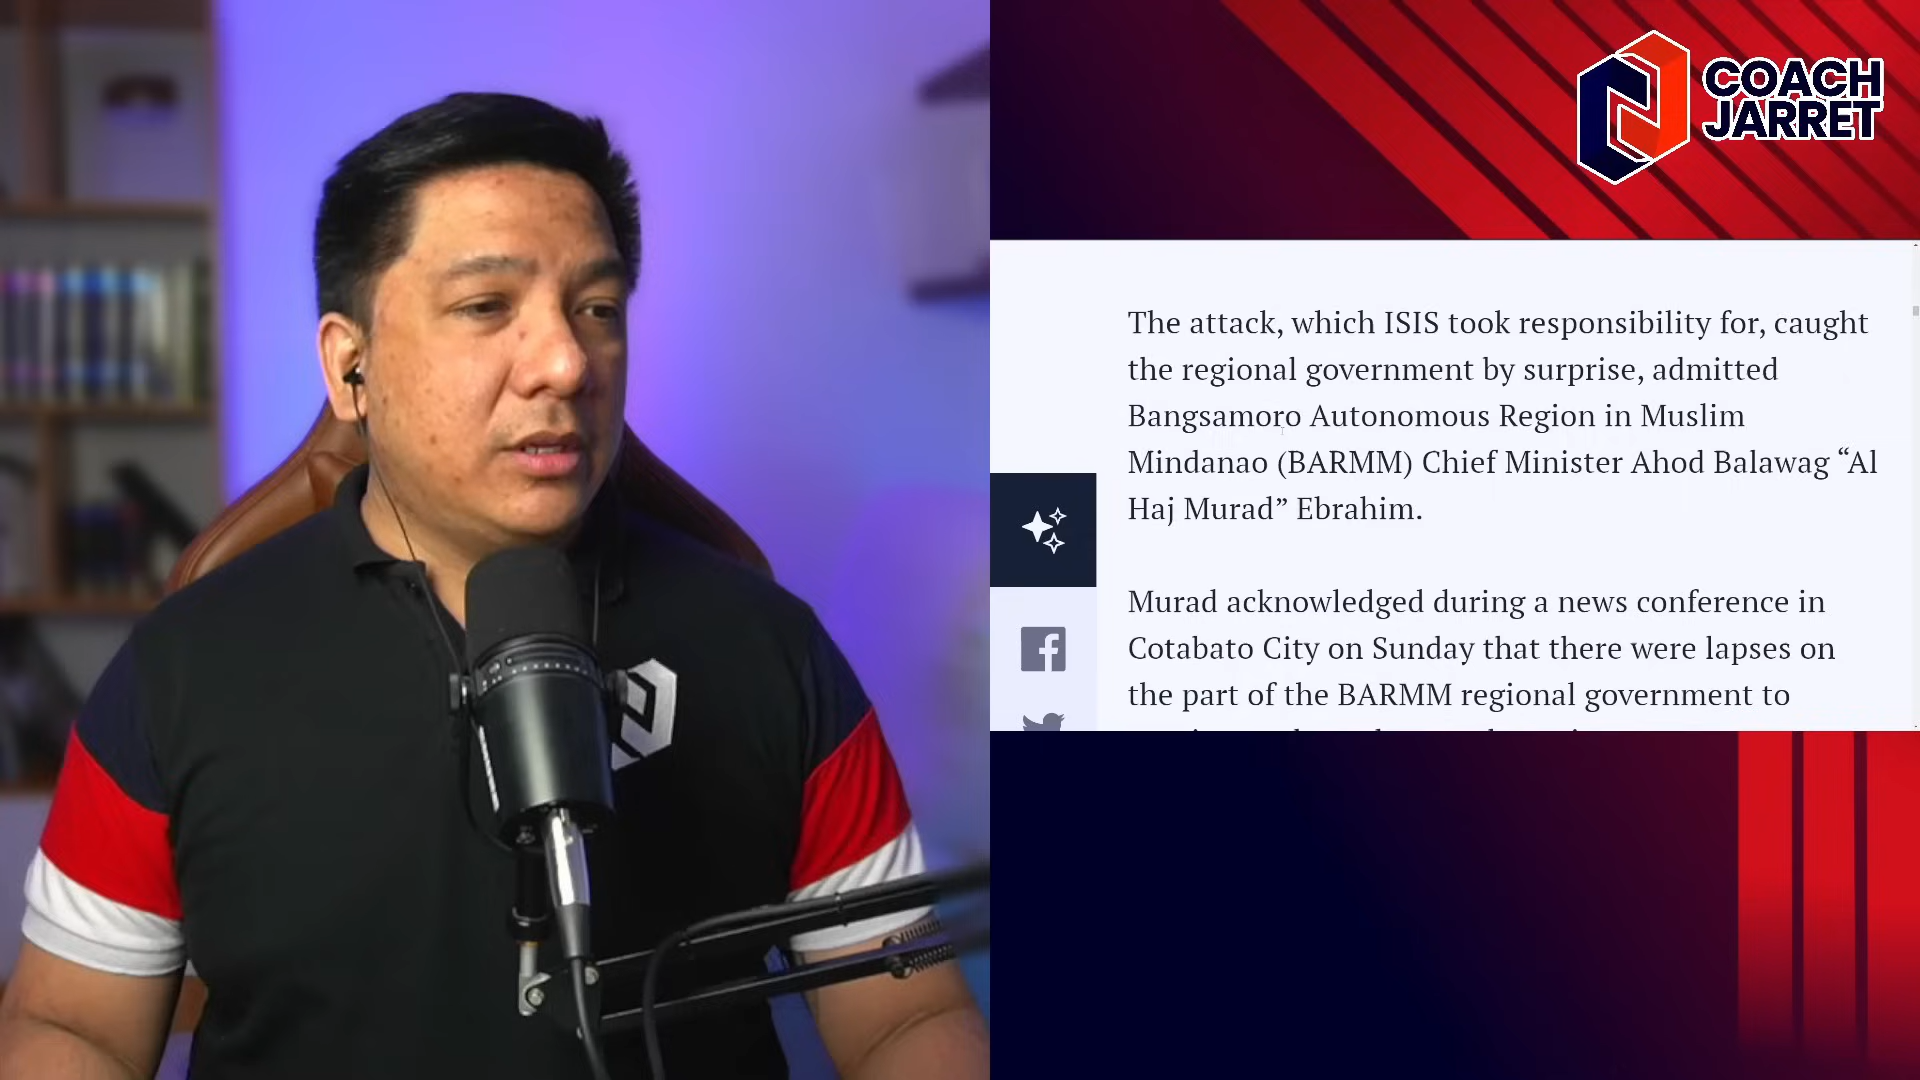 COACH
JARRET
The attack, which ISIS took responsibility for, caught
the regional government by surprise, admitted
Bangsamoro Autonomous Region in Muslim
Mindanao (BARMM) Chief Minister Ahod Balawag “Al
Haj Murad” Ebrahim.
Murad acknowledged during a news conference in
Cotabato City on Sunday that there were lapses on
the part of the BARMM regional government to